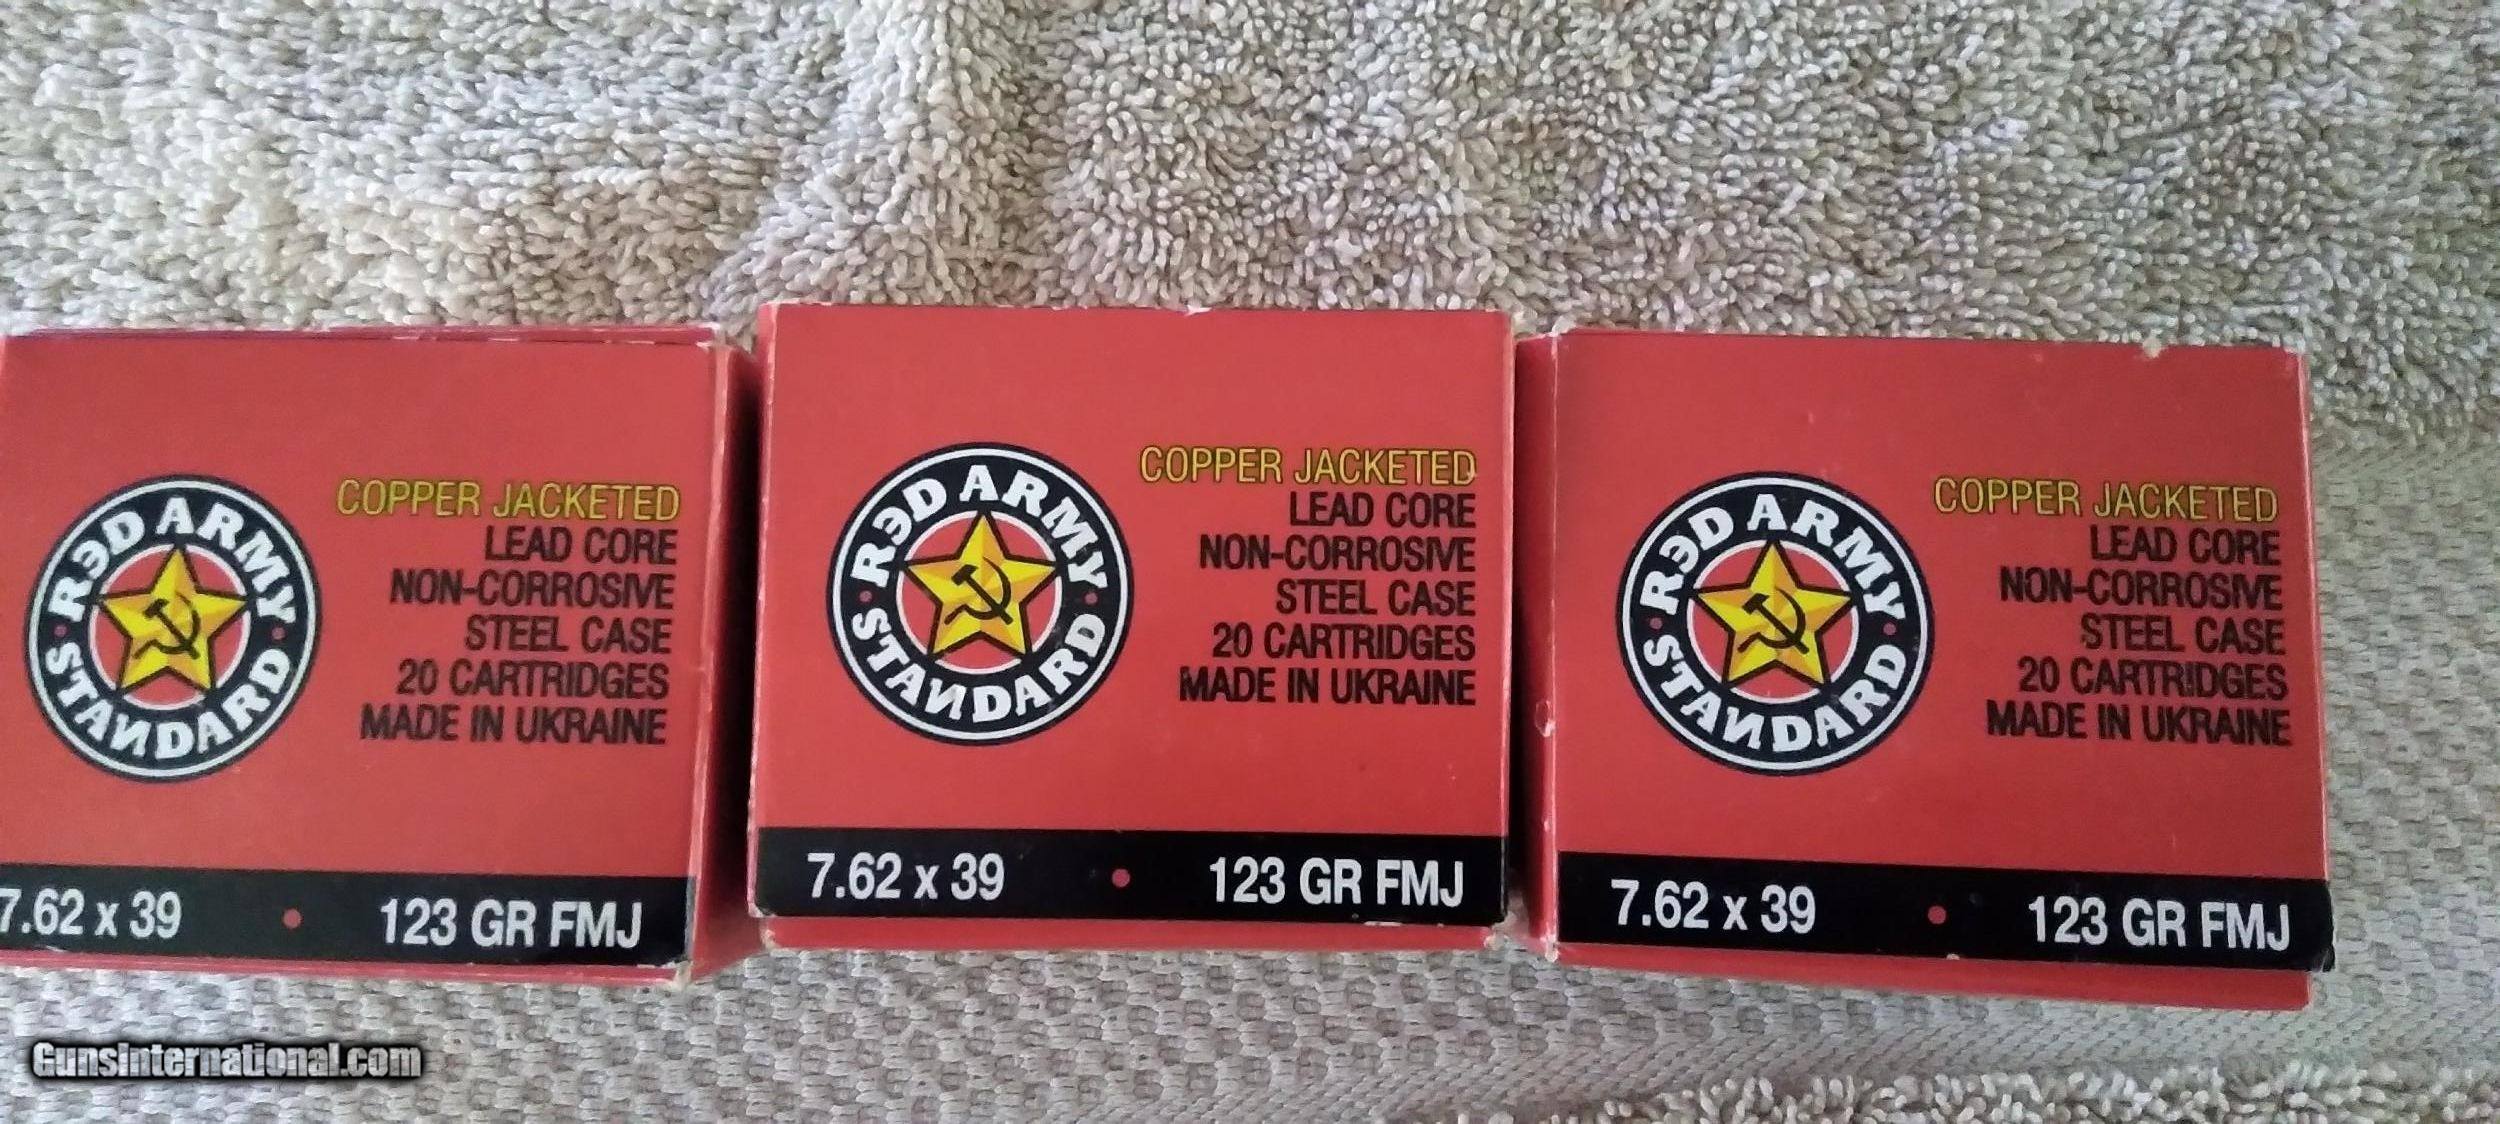 RED ARMY
STANDARD
COPPER JACKETED
LEAD CORE
NON-CORROSIVE
STEEL CASE
20 CARTRIDGES
MADE IN UKRAINE
7.62 x 39 • 123 GR FMJ
RED ARMY
STANDARD
COPPER JACKETED
LEAD CORE
NON-CORROSIVE
STEEL CASE
20 CARTRIDGES
MADE IN UKRAINE
7.62 x 39 • 123 GR FMJ
RED ARMY
STANDARD
COPPER JACKETED
LEAD CORE
NON-CORROSIVE
STEEL CASE
20 CARTRIDGES
MADE IN UKRAINE
7.62 x 39 • 123 GR FMJ
GunsInternational.com